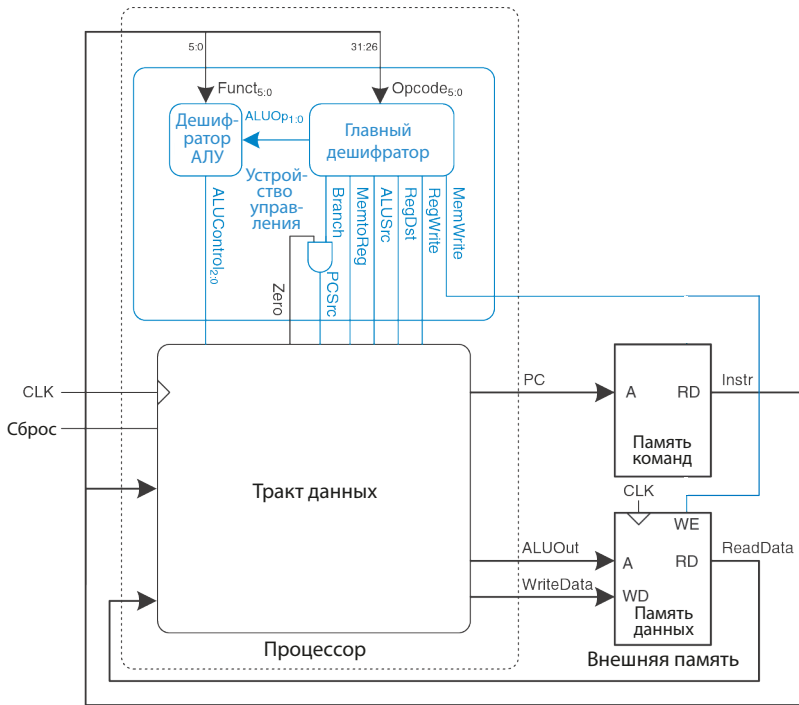 5:0
31:26
Funct5:0
Opcode5:0
Дешиф-
ратор
АЛУ
ALUOp1:0
Главный
дешифратор
Устрой-
ство
управ-
ления
ALUControl2:0
Zero
Branch
PCSrc
MemtoReg
ALUSrc
RegDst
RegWrite
MemWrite
CLK
Сброс
Тракт данных
PC
A
RD
Instr
Память
команд
CLK
WE
ALUOut
A
RD
ReadData
WriteData
WD
Память
данных
Процессор
Внешняя память